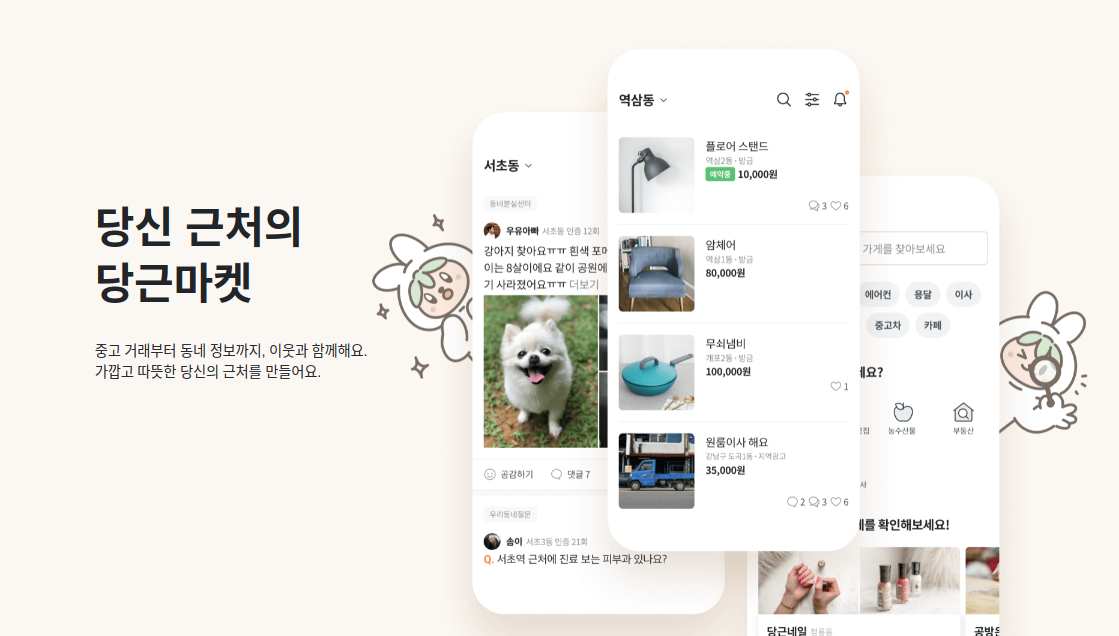 당신 근처의
당근마켓
중고 거래부터 동네 정보까지, 이웃과 함께해요.
가깝고 따뜻한 당신의 근처를 만들어요.
서초동
동네분실센터
우유아빠 서초동 인증 12회
강아지 찾아요ㅠㅠ 흰색 포메
이는 8살이에요 같이 공원에
기 사라졌어요ㅠㅠ 더보기
공감하기 댓글 7
우리동네질문
솜이 서초3동 인증 21회
Q. 서초역 근처에 진료 보는 피부과 있나요?
역삼동
플로어 스탠드
역삼2동 · 방금
예약중 10,000원
3 6
암체어
역삼1동 · 방금
80,000원
무쇠냄비
개포2동 · 방금
100,000원
1
원룸이사 해요
강남구 도곡1동 · 지역광고
35,000원
2 3 6
가게를 찾아보세요
에어컨 용달 이사
중고차 카페
요?
농수산물 부동산
사
를 확인해보세요!
당근네일 청룡동